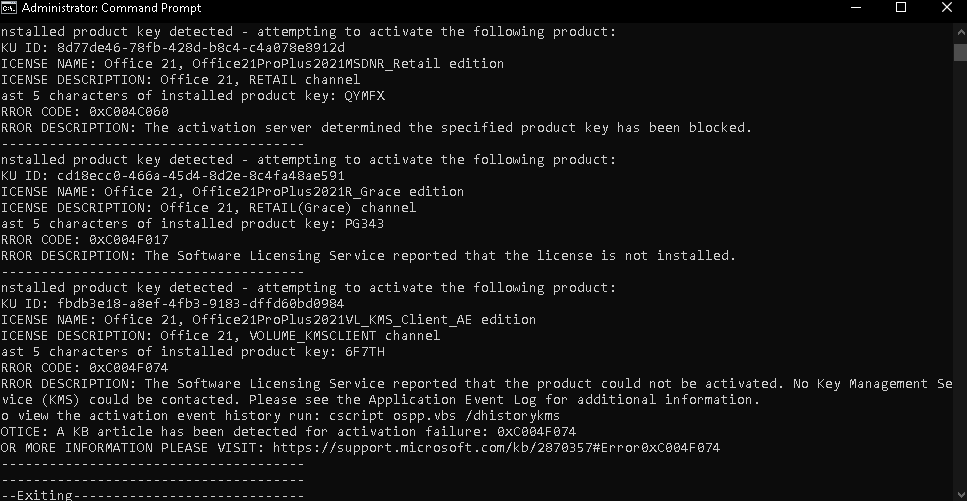 Administrator: Command Prompt
nstalled product key detected - attempting to activate the following product:
KU ID: 8d77de46-78fb-428d-b8c4-c4a078e8912d
ICENSE NAME: Office 21, Office21ProPlus2021MSDNR_Retail edition
ICENSE DESCRIPTION: Office 21, RETAIL channel
ast 5 characters of installed product key: QYMFX
RROR CODE: 0xC004C060
RROR DESCRIPTION: The activation server determined the specified product key has been blocked.
---------------------------------------
nstalled product key detected - attempting to activate the following product:
KU ID: cd18ecc0-466a-45d4-8d2e-8c4fa48ae591
ICENSE NAME: Office 21, Office21ProPlus2021R_Grace edition
ICENSE DESCRIPTION: Office 21, RETAIL(Grace) channel
ast 5 characters of installed product key: PG343
RROR CODE: 0xC004F017
RROR DESCRIPTION: The Software Licensing Service reported that the license is not installed.
---------------------------------------
nstalled product key detected - attempting to activate the following product:
KU ID: fbdb3e18-a8ef-4fb3-9183-dffd60bd0984
ICENSE NAME: Office 21, Office21ProPlus2021VL_KMS_Client_AE edition
ICENSE DESCRIPTION: Office 21, VOLUME_KMSCLIENT channel
ast 5 characters of installed product key: 6F7TH
RROR CODE: 0xC004F074
RROR DESCRIPTION: The Software Licensing Service reported that the product could not be activated. No Key Management Se
vice (KMS) could be contacted. Please see the Application Event Log for additional information.
o view the activation event history run: cscript ospp.vbs /dhistorykms
OTICE: A KB article has been detected for activation failure: 0xC004F074
OR MORE INFORMATION PLEASE VISIT: https://support.microsoft.com/kb/2870357#Error0xC004F074
---------------------------------------
---------------------------------------
--Exiting-----------------------------